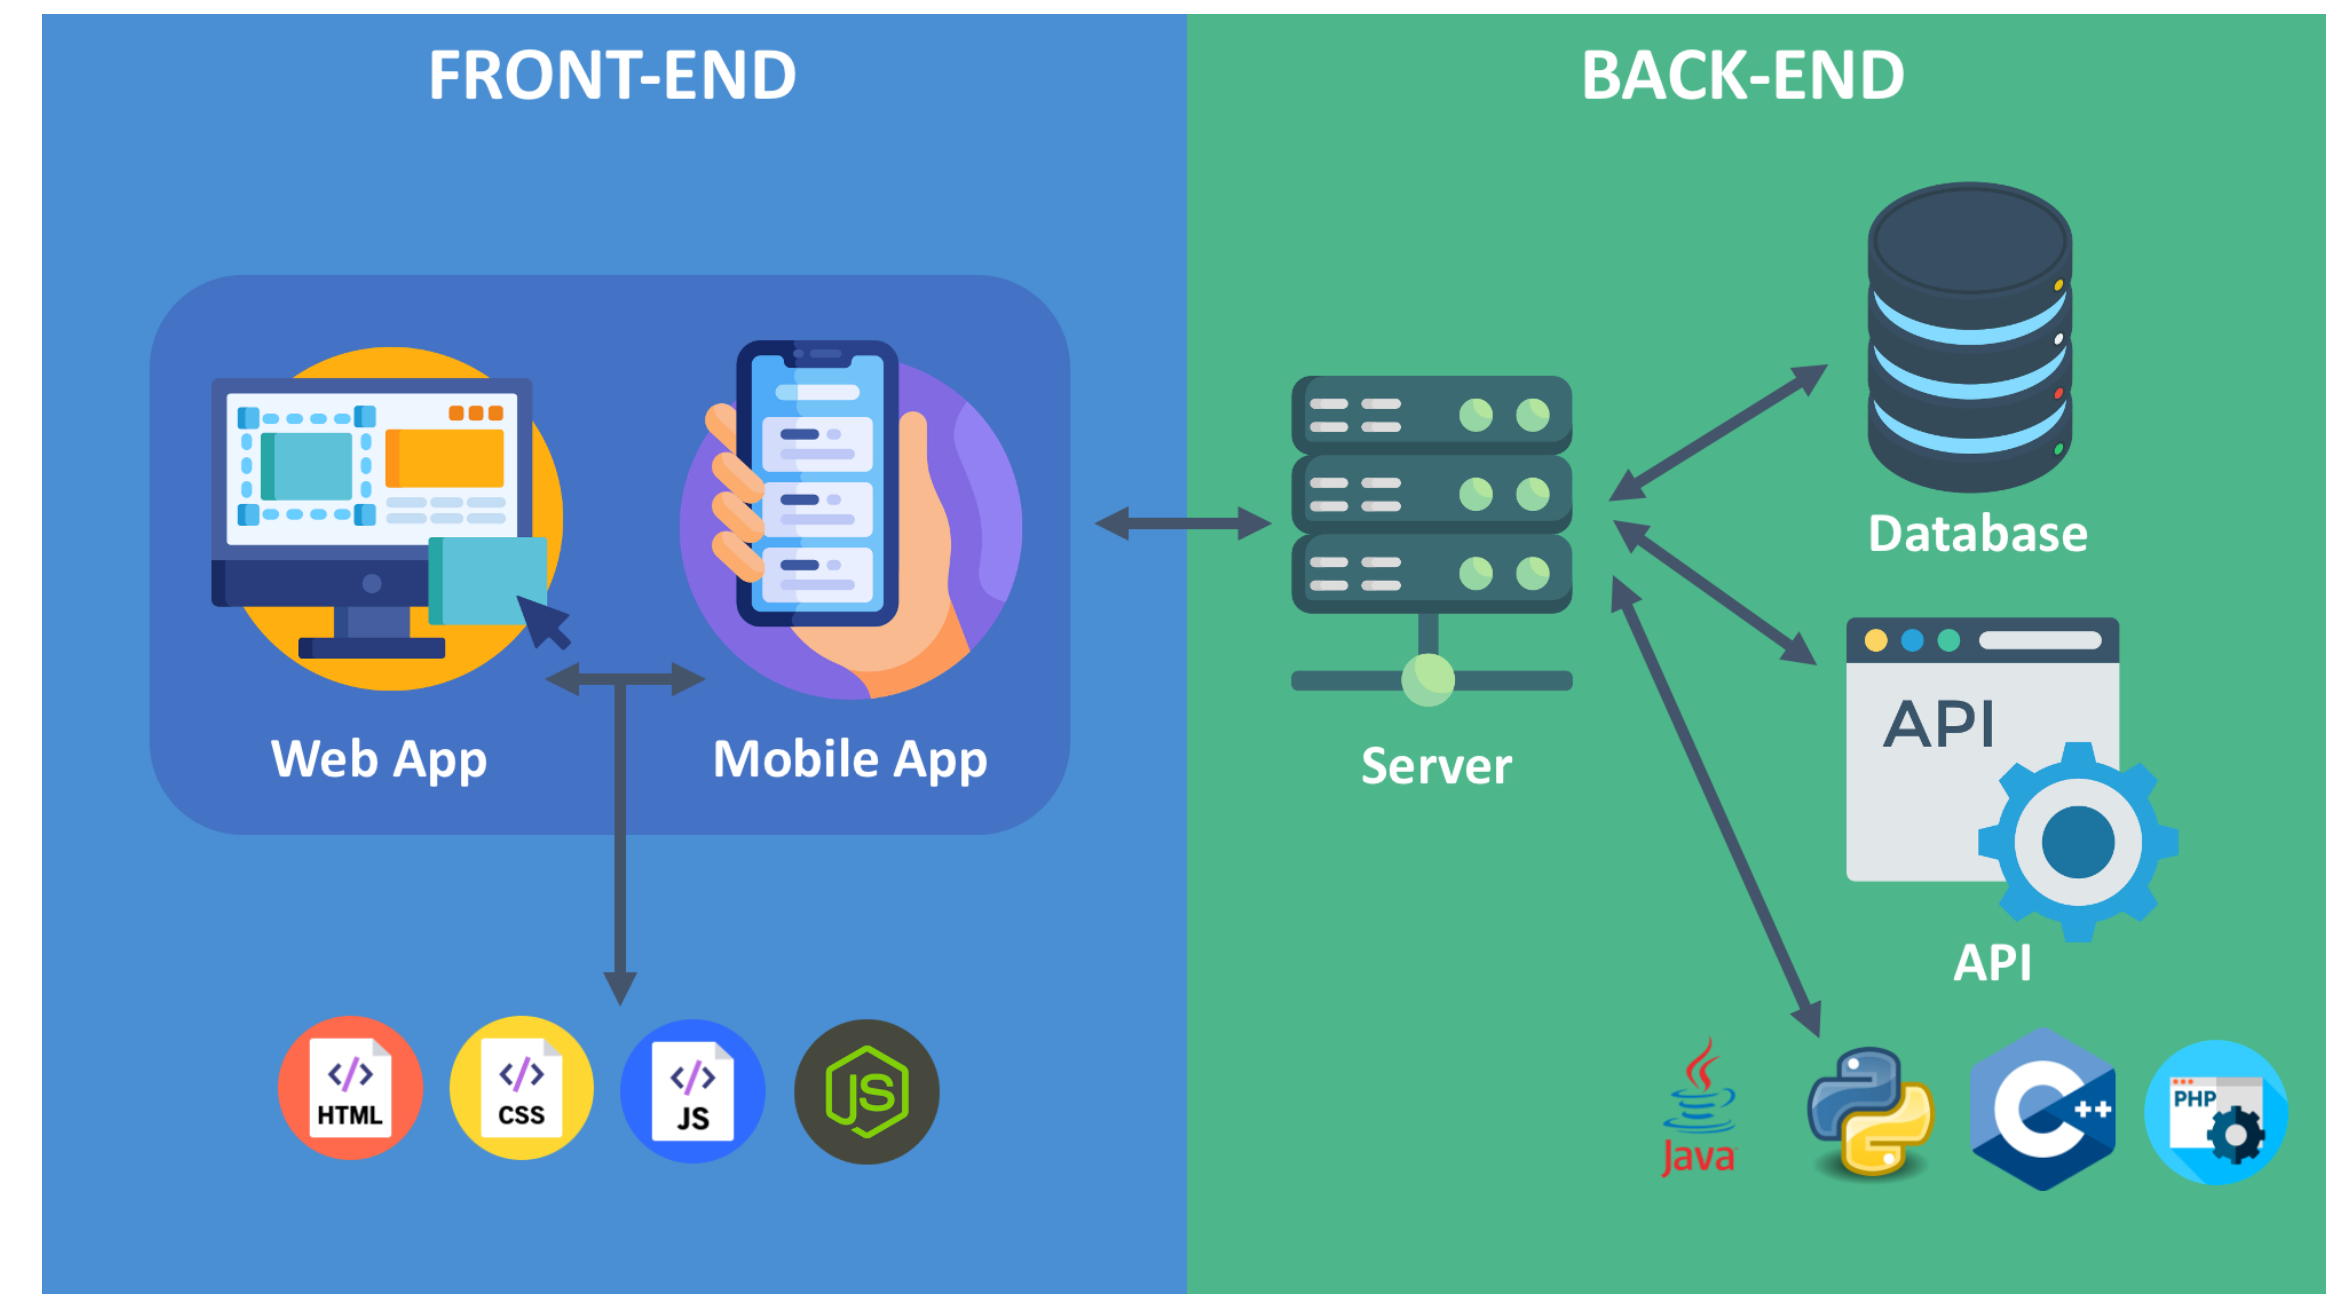 FRONT-END
BACK-END
Web App
Mobile App
Server
Database
API
API
</>
HTML
</>
CSS
</>
JS
JS
Java
C++
PHP